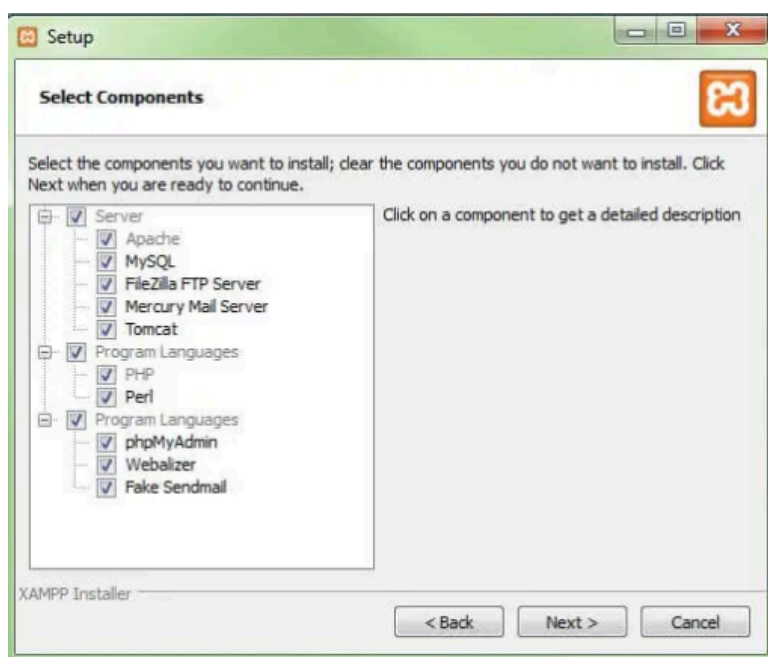 Setup
Select Components
Select the components you want to install; clear the components you do not want to install. Click
Next when you are ready to continue.
Server
Apache
MySQL
FileZilla FTP Server
Mercury Mail Server
Tomcat
Program Languages
PHP
Perl
Program Languages
phpMyAdmin
Webalizer
Fake Sendmail
Click on a component to get a detailed description
XAMPP Installer
< Back
Next >
Cancel